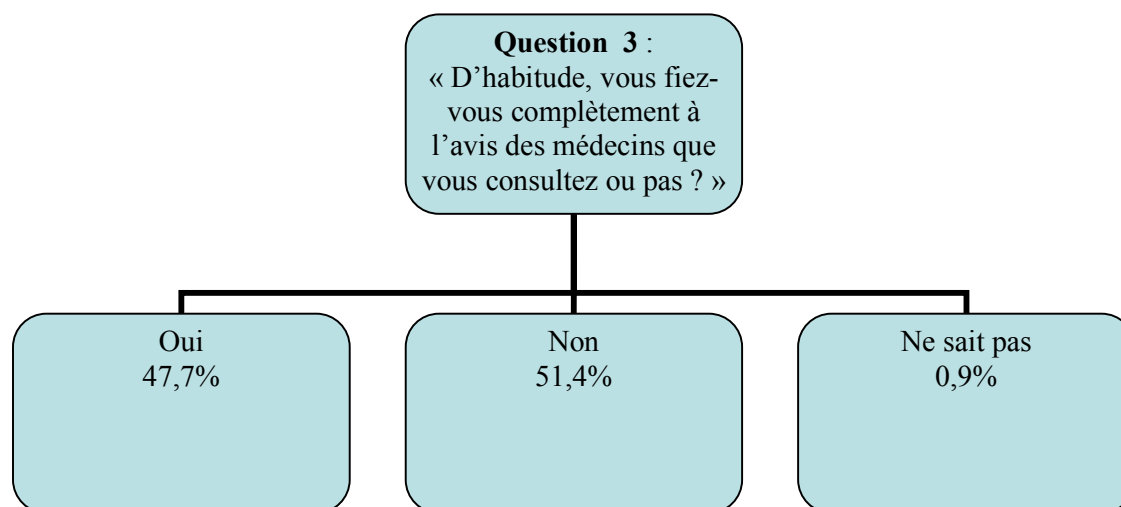 Question 3 :
« D’habitude, vous fiez-
vous complètement à
l’avis des médecins que
vous consultez ou pas ? »
Oui
47,7%
Non
51,4%
Ne sait pas
0,9%